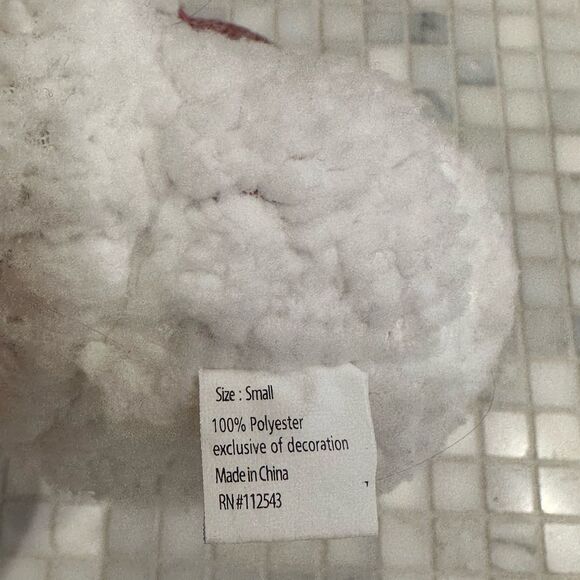 Size : Small
100% Polyester
exclusive of decoration
Made in China
RN#112543